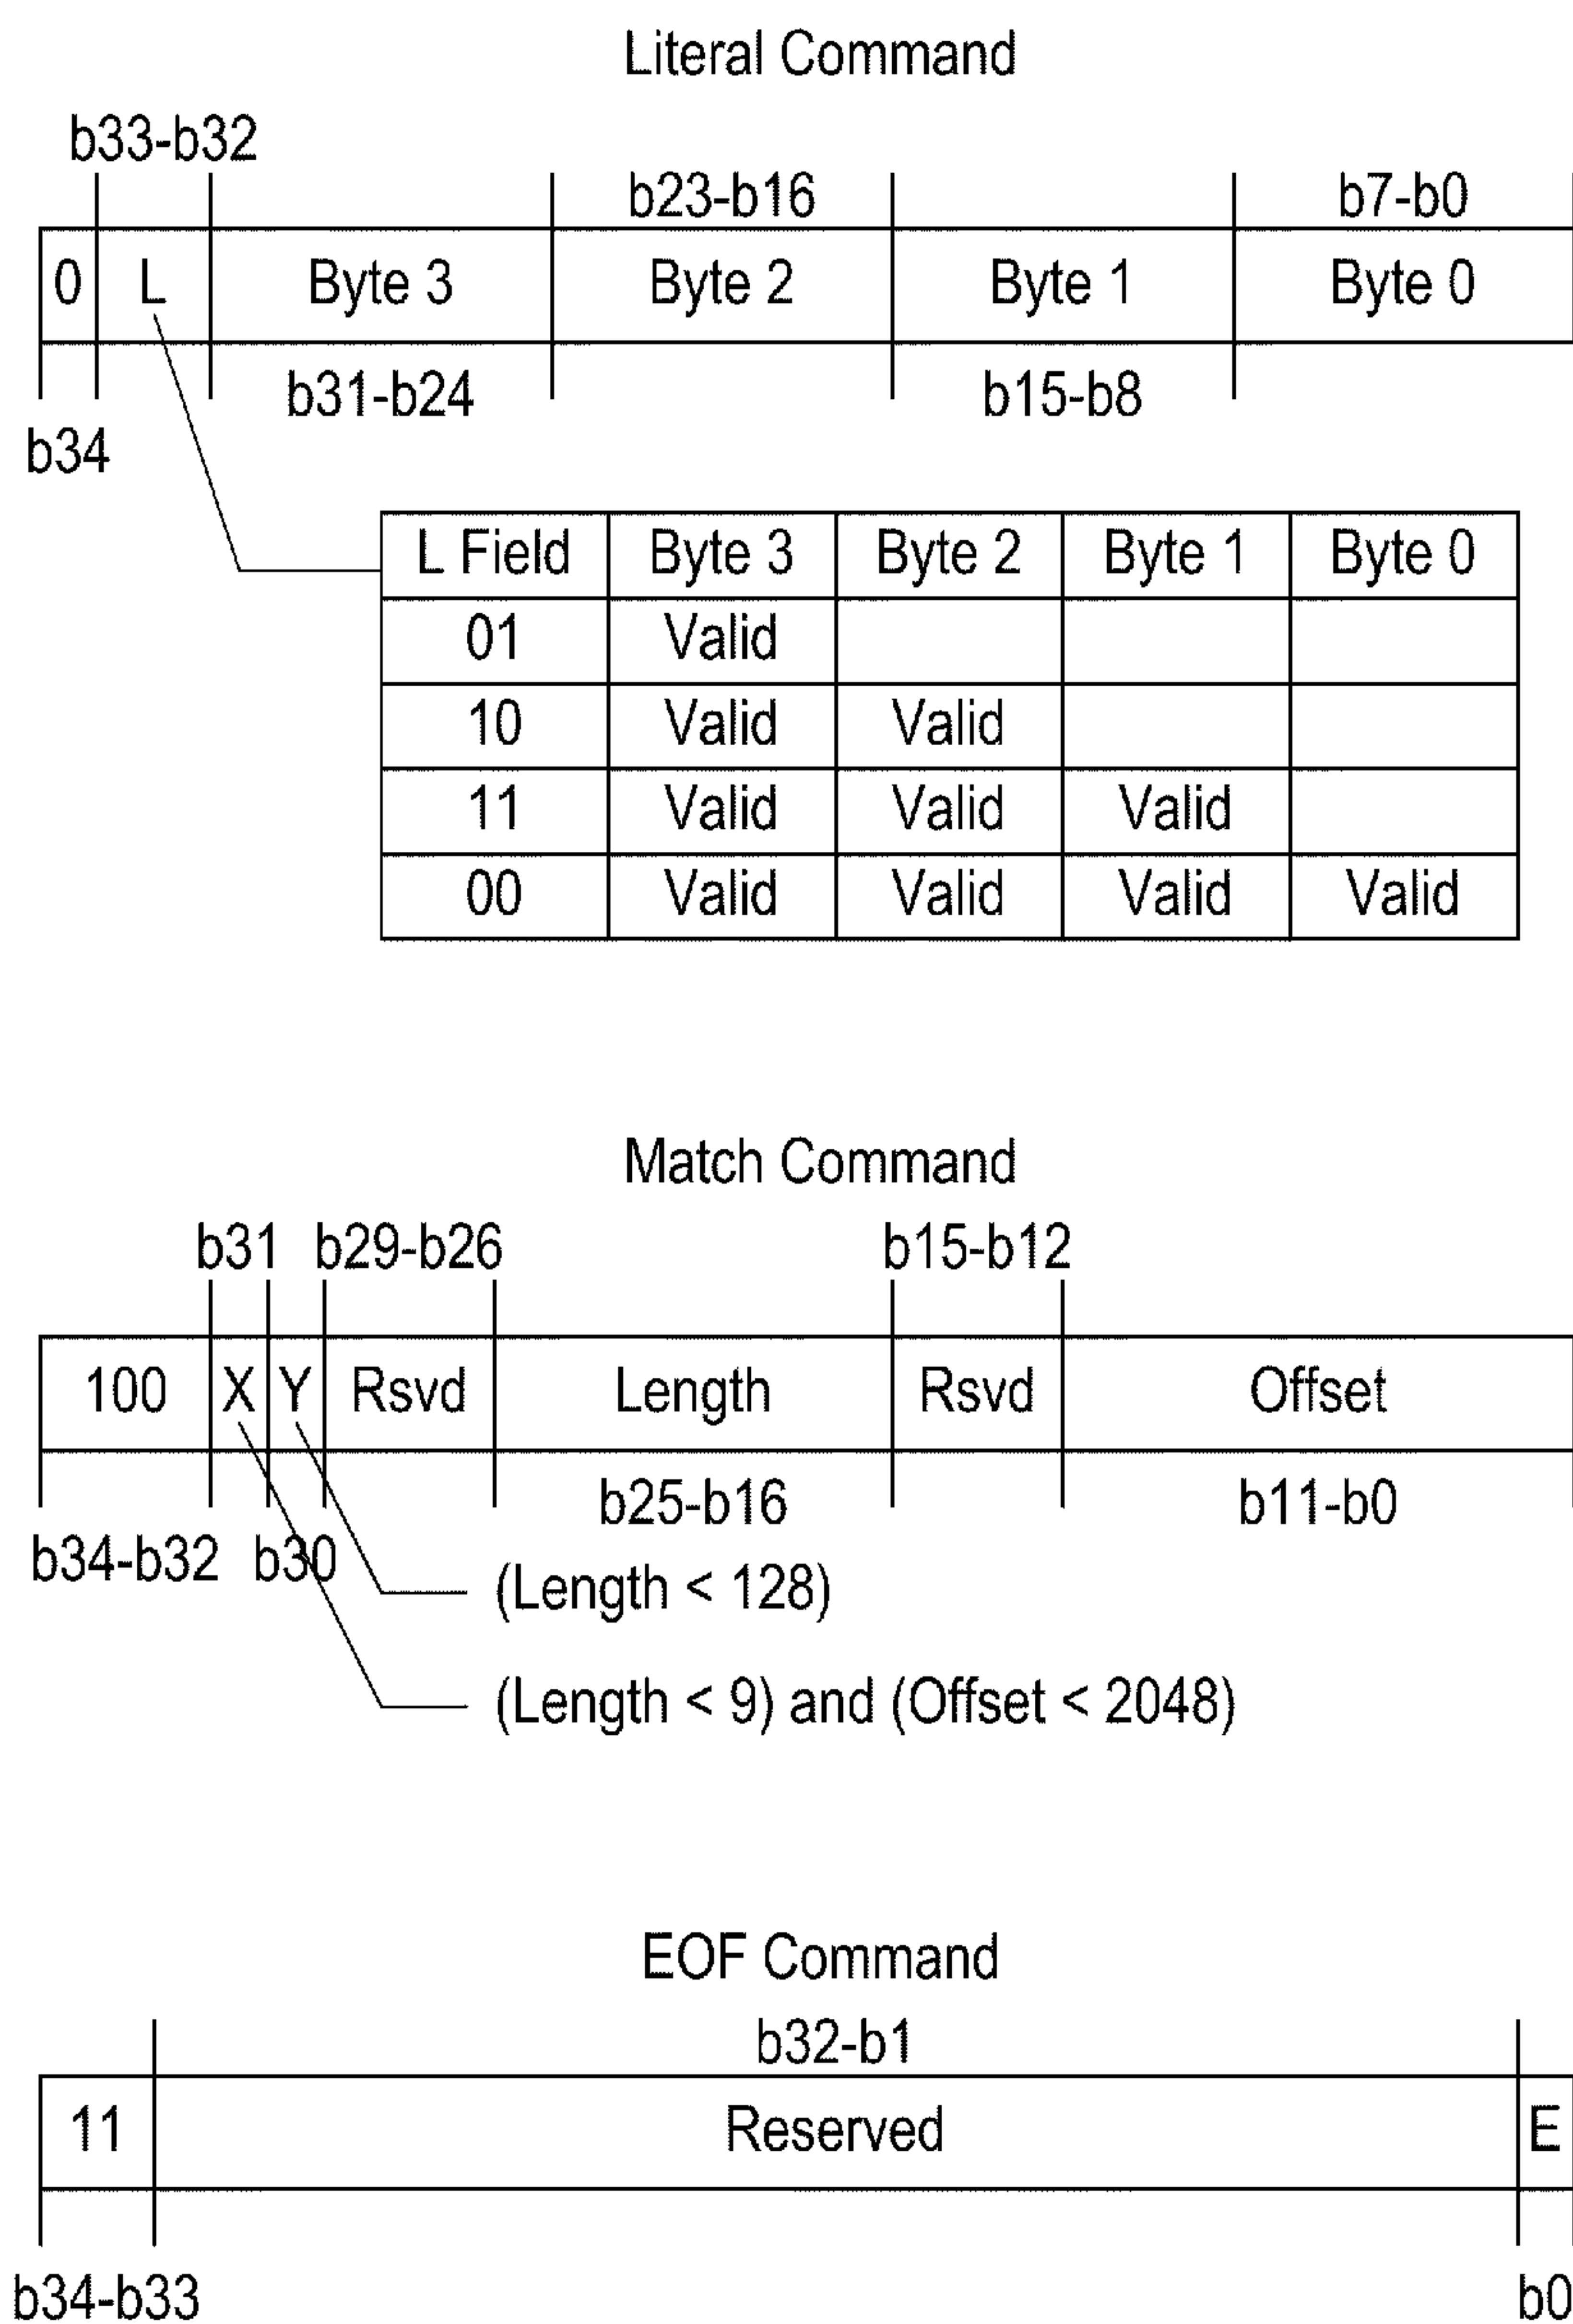 Literal Command
b33-b32
b23-b16 b7-b0
0 L Byte 3 Byte 2 Byte 1 Byte 0
b31-b24 b15-b8
b34
L Field Byte 3 Byte 2 Byte 1 Byte 0
01 Valid
10 Valid Valid
11 Valid Valid Valid
00 Valid Valid Valid Valid
Match Command
b31 b29-b26 b15-b12
100 X Y Rsvd Length Rsvd Offset
b25-b16 b11-b0
b34-b32 b30
(Length < 128)
(Length < 9) and (Offset < 2048)
EOF Command
b32-b1
11 Reserved E
b34-b33 b0